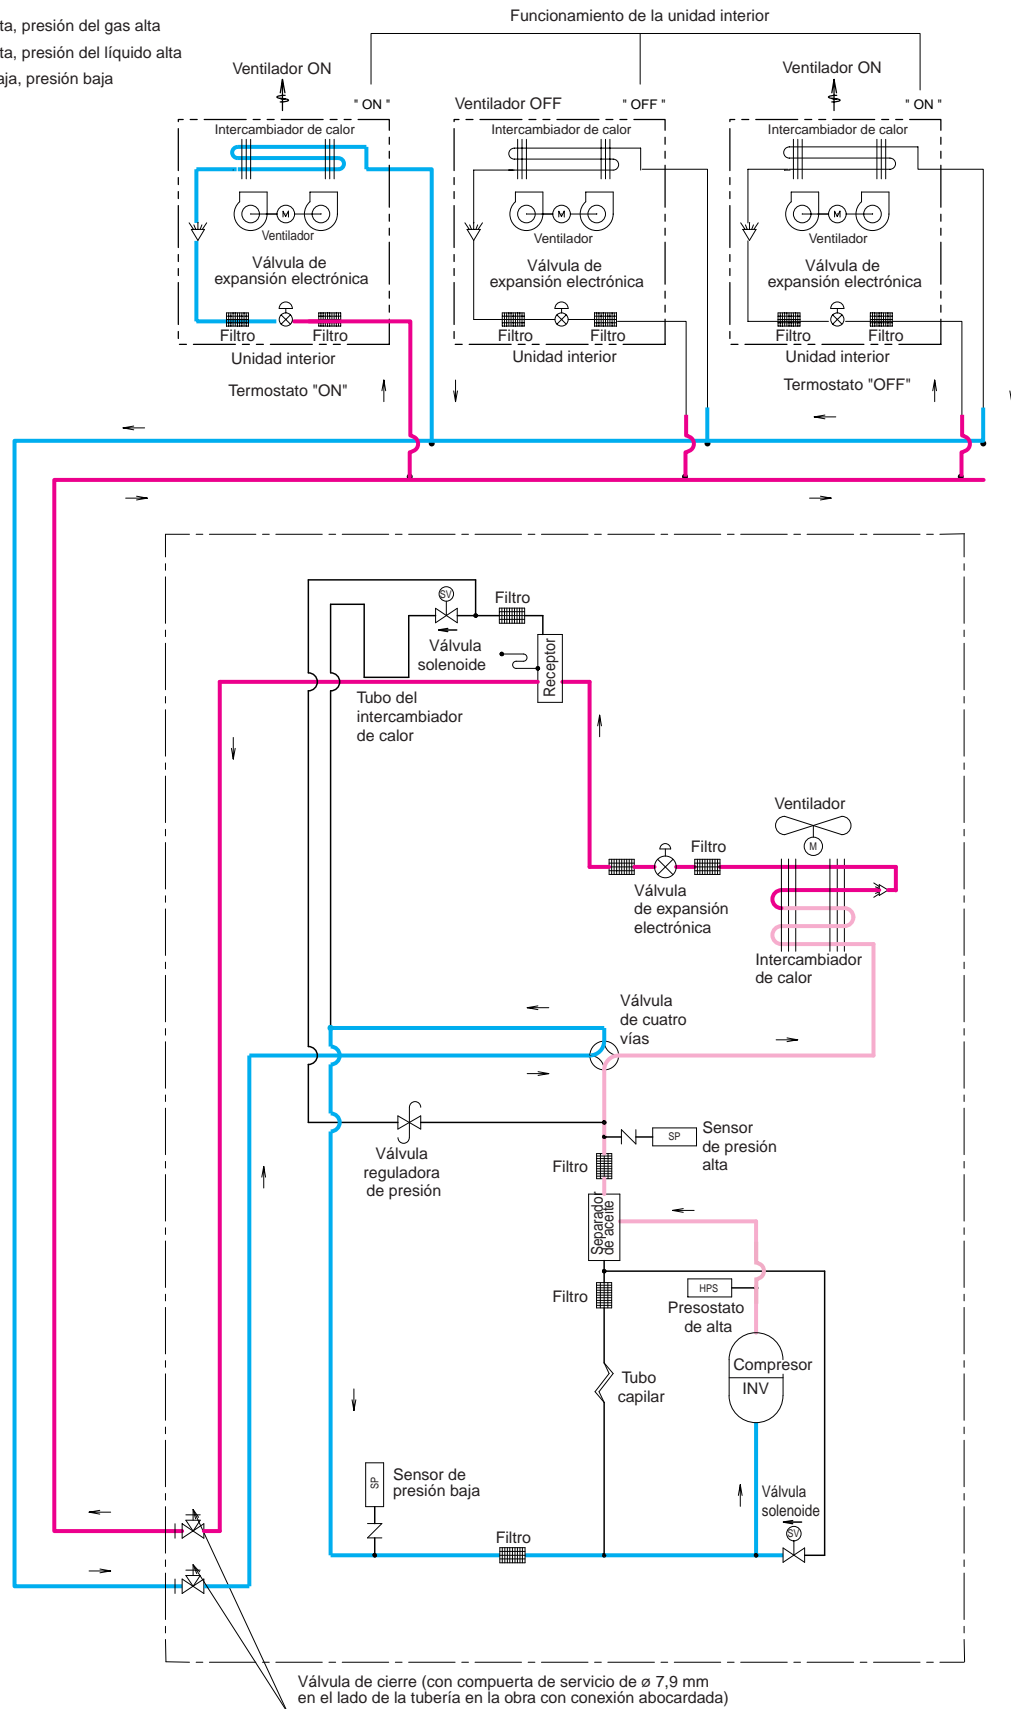 Funcionamiento de la unidad interior
ta, presión del gas alta
ta, presión del líquido alta
ja, presión baja
Ventilador ON
" ON "
Ventilador OFF
" OFF "
Ventilador ON
" ON "
Intercambiador de calor
Intercambiador de calor
Intercambiador de calor
M
M
M
Ventilador
Ventilador
Ventilador
Válvula de
expansión electrónica
Válvula de
expansión electrónica
Válvula de
expansión electrónica
Filtro
Filtro
Filtro
Filtro
Filtro
Filtro
Unidad interior
Unidad interior
Unidad interior
Termostato "ON"
Termostato "OFF"
SV
Filtro
Válvula
solenoide
Receptor
Tubo del
intercambiador
de calor
Ventilador
M
Filtro
Válvula
de expansión
electrónica
Intercambiador
de calor
Válvula
de cuatro
vías
SP
Sensor
de presión
alta
Válvula
reguladora
de presión
Filtro
Separador
de aceite
Filtro
HPS
Presostato
de alta
Compresor
INV
Tubo
capilar
SP
Sensor de
presión baja
Válvula
solenoide
SV
Filtro
Válvula de cierre (con compuerta de servicio de ø 7,9 mm
en el lado de la tubería en la obra con conexión abocardada)